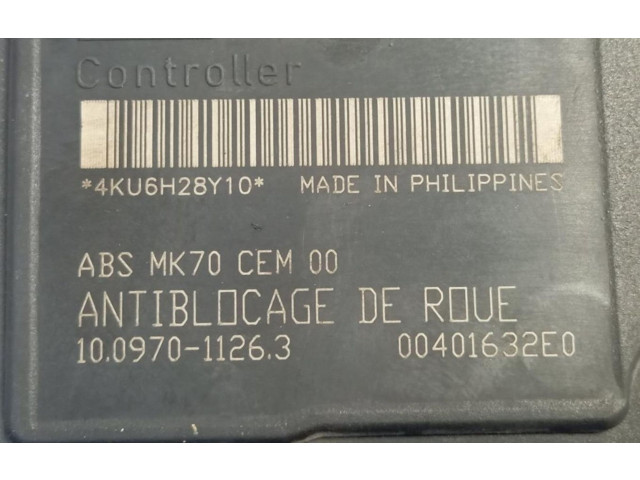 Controller
*4KU6H28Y10* MADE IN PHILIPPINES
ABS MK70 CEM 00
ANTIBLOCAGE DE ROUE
10.0970-1126.3 00401632E0